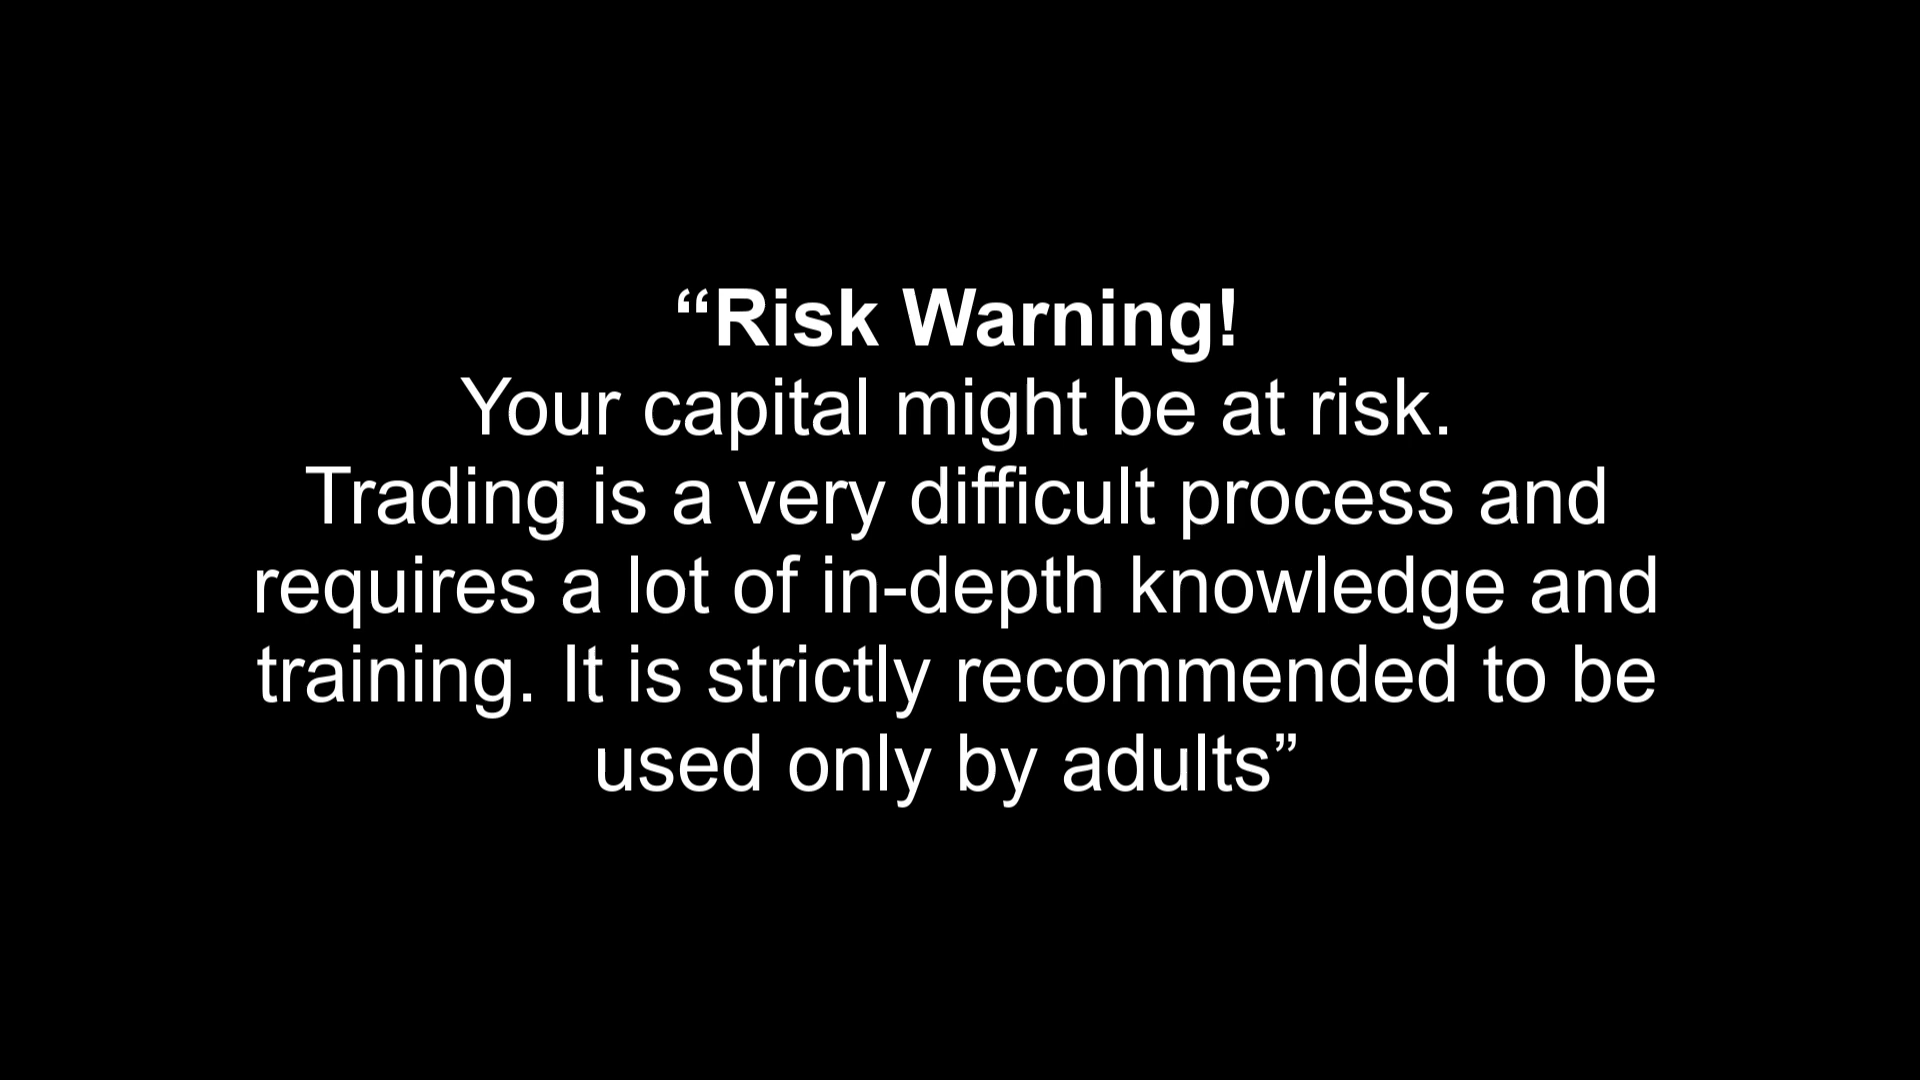 “Risk Warning!
Your capital might be at risk.
Trading is a very difficult process and
requires a lot of in-depth knowledge and
training. It is strictly recommended to be
used only by adults”